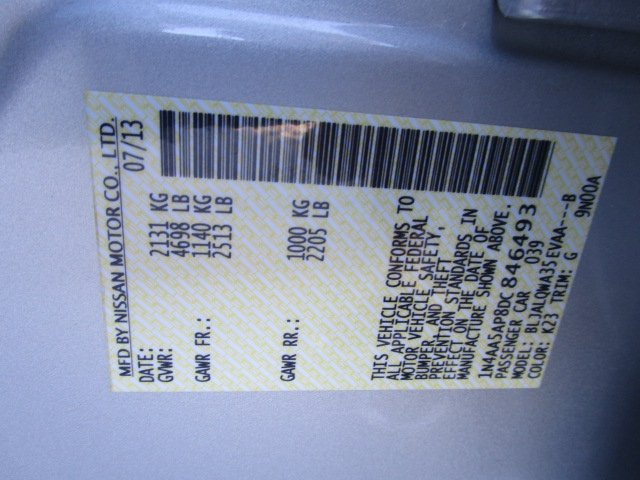 MFD BY NISSAN MOTOR CO., LTD.
DATE: 07/13
GVWR: 2131 KG
4698 LB
GAWR FR.: 1140 KG
2513 LB
GAWR RR.: 1000 KG
2205 LB
THIS VEHICLE CONFORMS TO
ALL APPLICABLE FEDERAL
MOTOR VEHICLE SAFETY,
BUMPER, AND THEFT
PREVENTION STANDARDS IN
EFFECT ON THE DATE OF
MANUFACTURE SHOWN ABOVE.
1N4AA5AP8DC846493
PASSENGER CAR 039
MODEL: BLJALQWA35EVAA---B
COLOR: K23 TRIM: G 9N00A